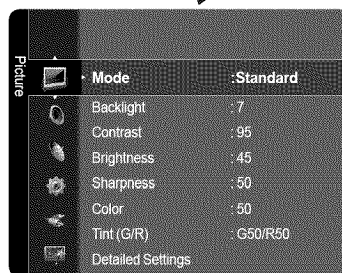 Picture
Mode :Standard
Backlight : 7
Contrast : 95
Brightness : 45
Sharpness : 50
Color : 50
Tint (G/R) : G50/R50
Detailed Settings